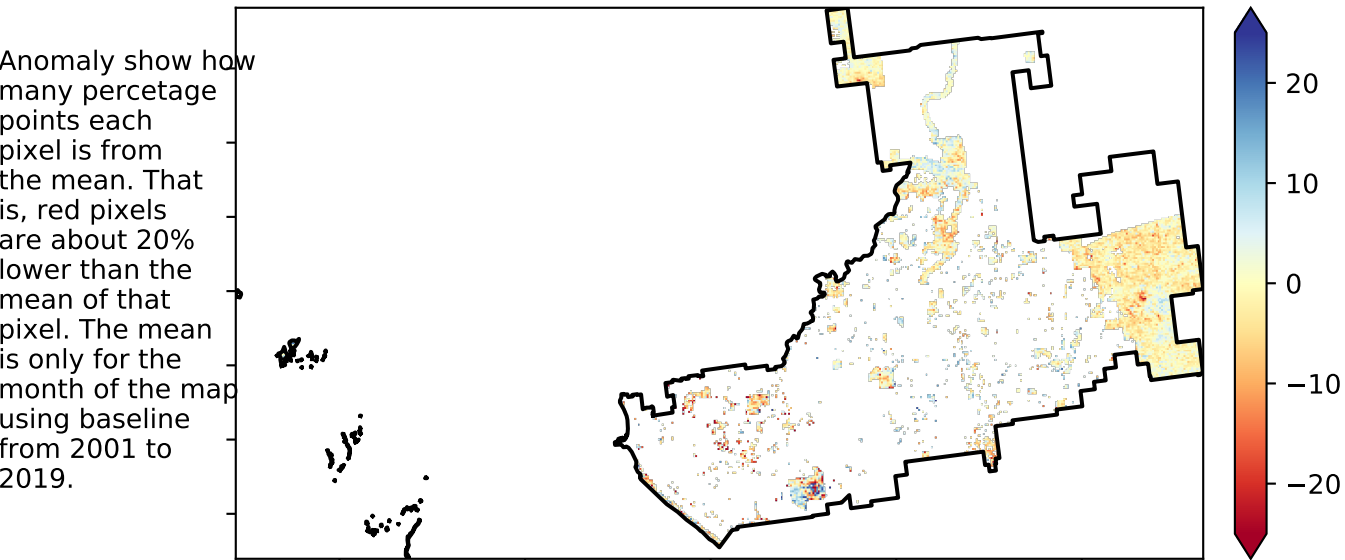 Anomaly show how
many percetage
points each
pixel is from
the mean. That
is, red pixels
are about 20%
lower than the
mean of that
pixel. The mean
is only for the
month of the map
using baseline
from 2001 to
2019.
20
10
0
−10
−20